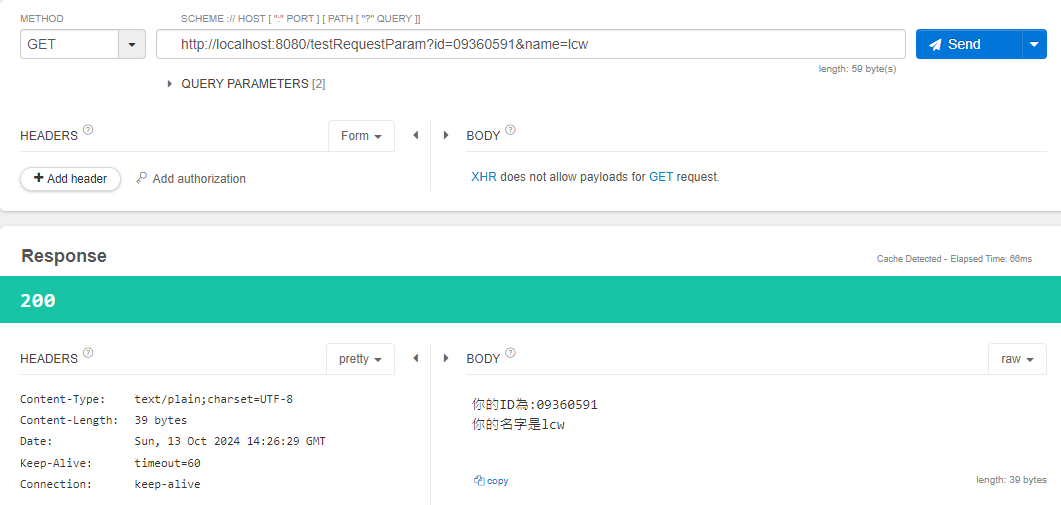 METHOD
SCHEME :// HOST [ ":" PORT ] [ PATH [ "?" QUERY ]]
GET
http://localhost:8080/testRequestParam?id=09360591&name=lcw
Send
length: 59 byte(s)
QUERY PARAMETERS [2]
HEADERS ?
Form
BODY ?
Add header
Add authorization
XHR does not allow payloads for GET request.
Response
Cache Detected - Elapsed Time: 66ms
200
HEADERS ?
pretty
BODY ?
raw
Content-Type: text/plain;charset=UTF-8
Content-Length: 39 bytes
Date: Sun, 13 Oct 2024 14:26:29 GMT
Keep-Alive: timeout=60
Connection: keep-alive
你的ID為:09360591
你的名字是lcw
copy
length: 39 bytes